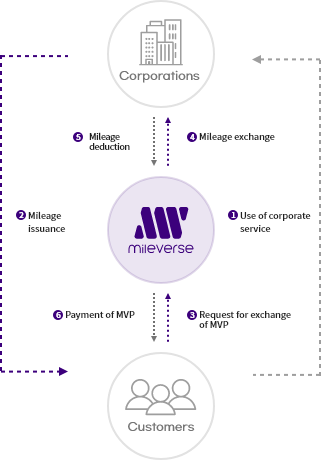 Corporations
5 Mileage
deduction
4 Mileage exchange
2 Mileage
issuance
mileverse
1 Use of corporate
service
6 Payment of MVP
3 Request for exchange
of MVP
Customers